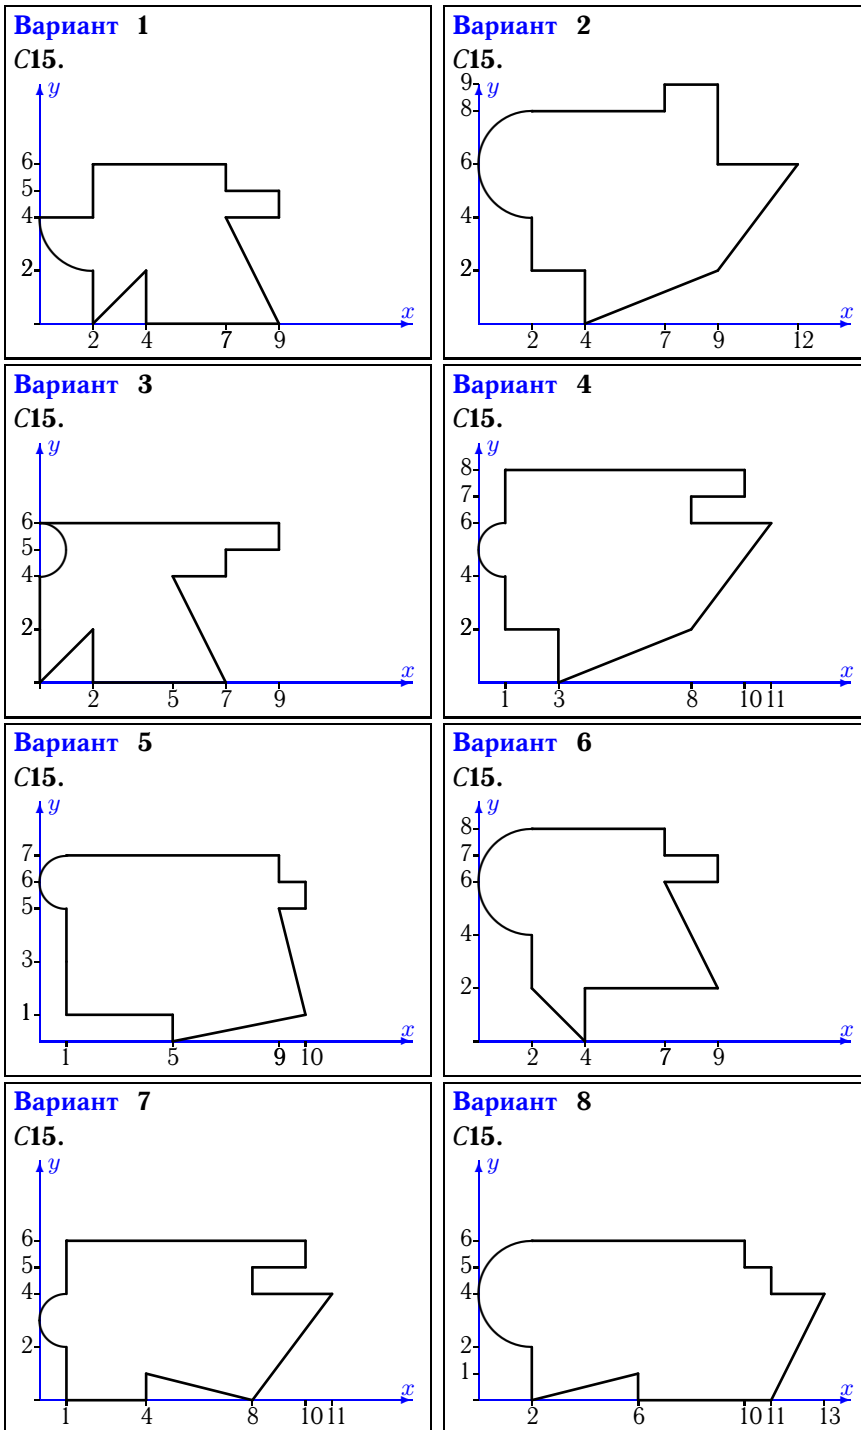 Вариант 1
C15.
y
6
5
4
2
x
2 4 7 9
Вариант 2
C15.
y
9
8
6
4
2
x
2 4 7 9 12
Вариант 3
C15.
y
6
5
4
2
x
2 5 7 9
Вариант 4
C15.
y
8
7
6
4
2
x
1 3 8 10 11
Вариант 5
C15.
y
7
6
5
3
1
x
1 5 9 10
Вариант 6
C15.
y
8
7
6
4
2
x
2 4 7 9
Вариант 7
C15.
y
6
5
4
2
x
1 4 8 10 11
Вариант 8
C15.
y
6
5
4
2
1
x
2 6 10 11 13